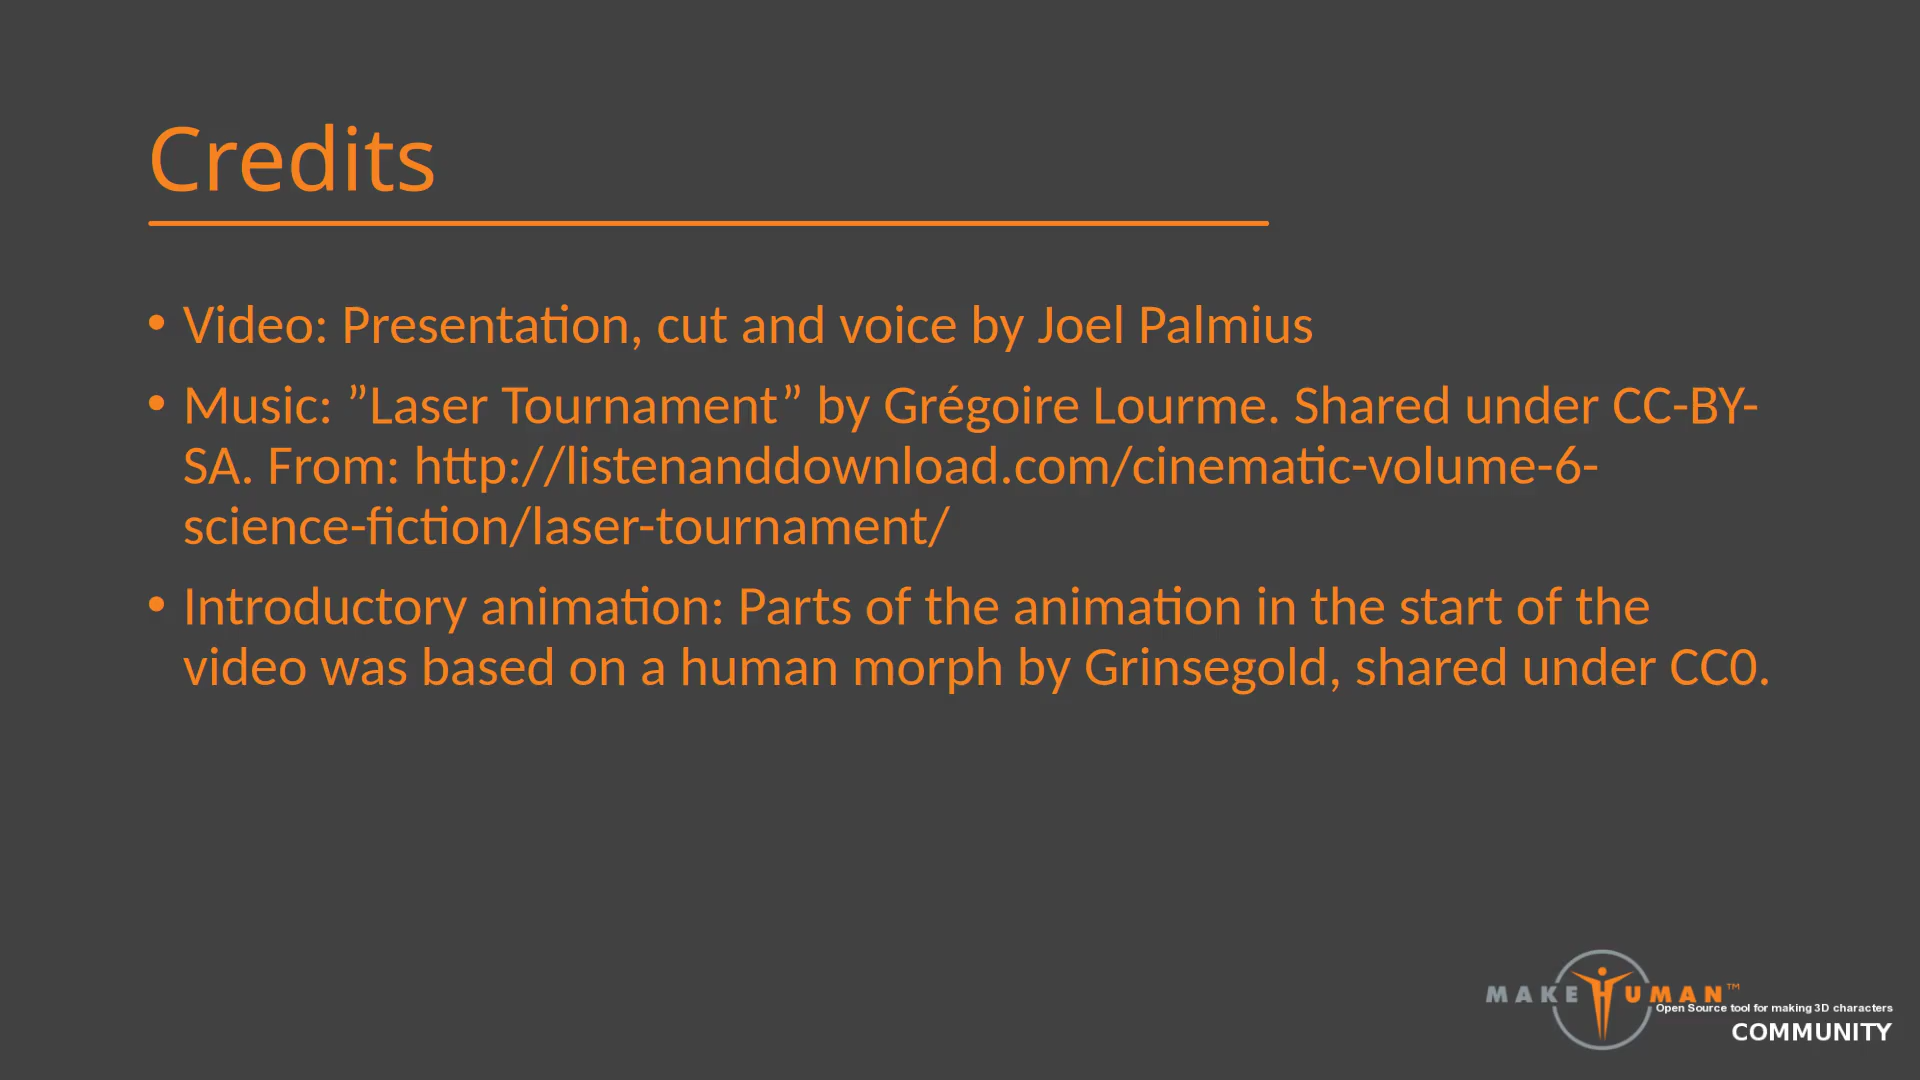 Credits
• Video: Presentation, cut and voice by Joel Palmius
• Music: ”Laser Tournament” by Grégoire Lourme. Shared under CC-BY-
SA. From: http://listenanddownload.com/cinematic-volume-6-
science-fiction/laser-tournament/
• Introductory animation: Parts of the animation in the start of the
video was based on a human morph by Grinsegold, shared under CC0.
MAKEHUMAN™
Open Source tool for making 3D characters
COMMUNITY